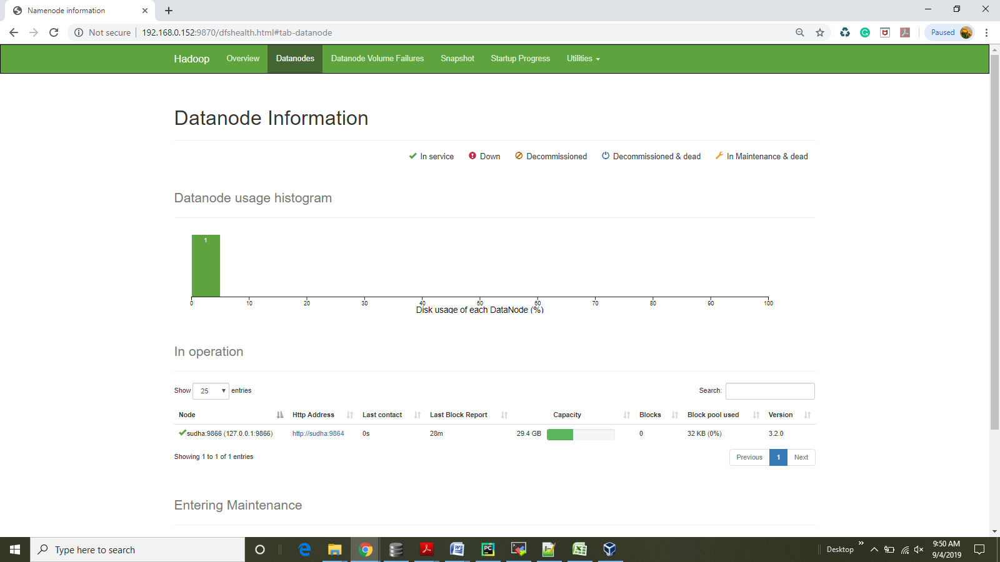 Namenode information
Not secure 192.168.0.152:9870/dfshealth.html#tab-datanode Paused
Hadoop Overview Datanodes Datanode Volume Failures Snapshot Startup Progress Utilities
Datanode Information
In service Down Decommissioned Decommissioned & dead In Maintenance & dead
Datanode usage histogram
1
0 10 20 30 40 50 60 70 80 90 100
Disk usage of each DataNode (%)
In operation
Show 25 entries Search:
Node Http Address Last contact Last Block Report Capacity Blocks Block pool used Version
sudha:9866 (127.0.0.1:9866) http://sudha:9864 0s 28m 29.4 GB 0 32 KB (0%) 3.2.0
Showing 1 to 1 of 1 entries Previous 1 Next
Entering Maintenance
Type here to search Desktop 9:50 AM
9/4/2019